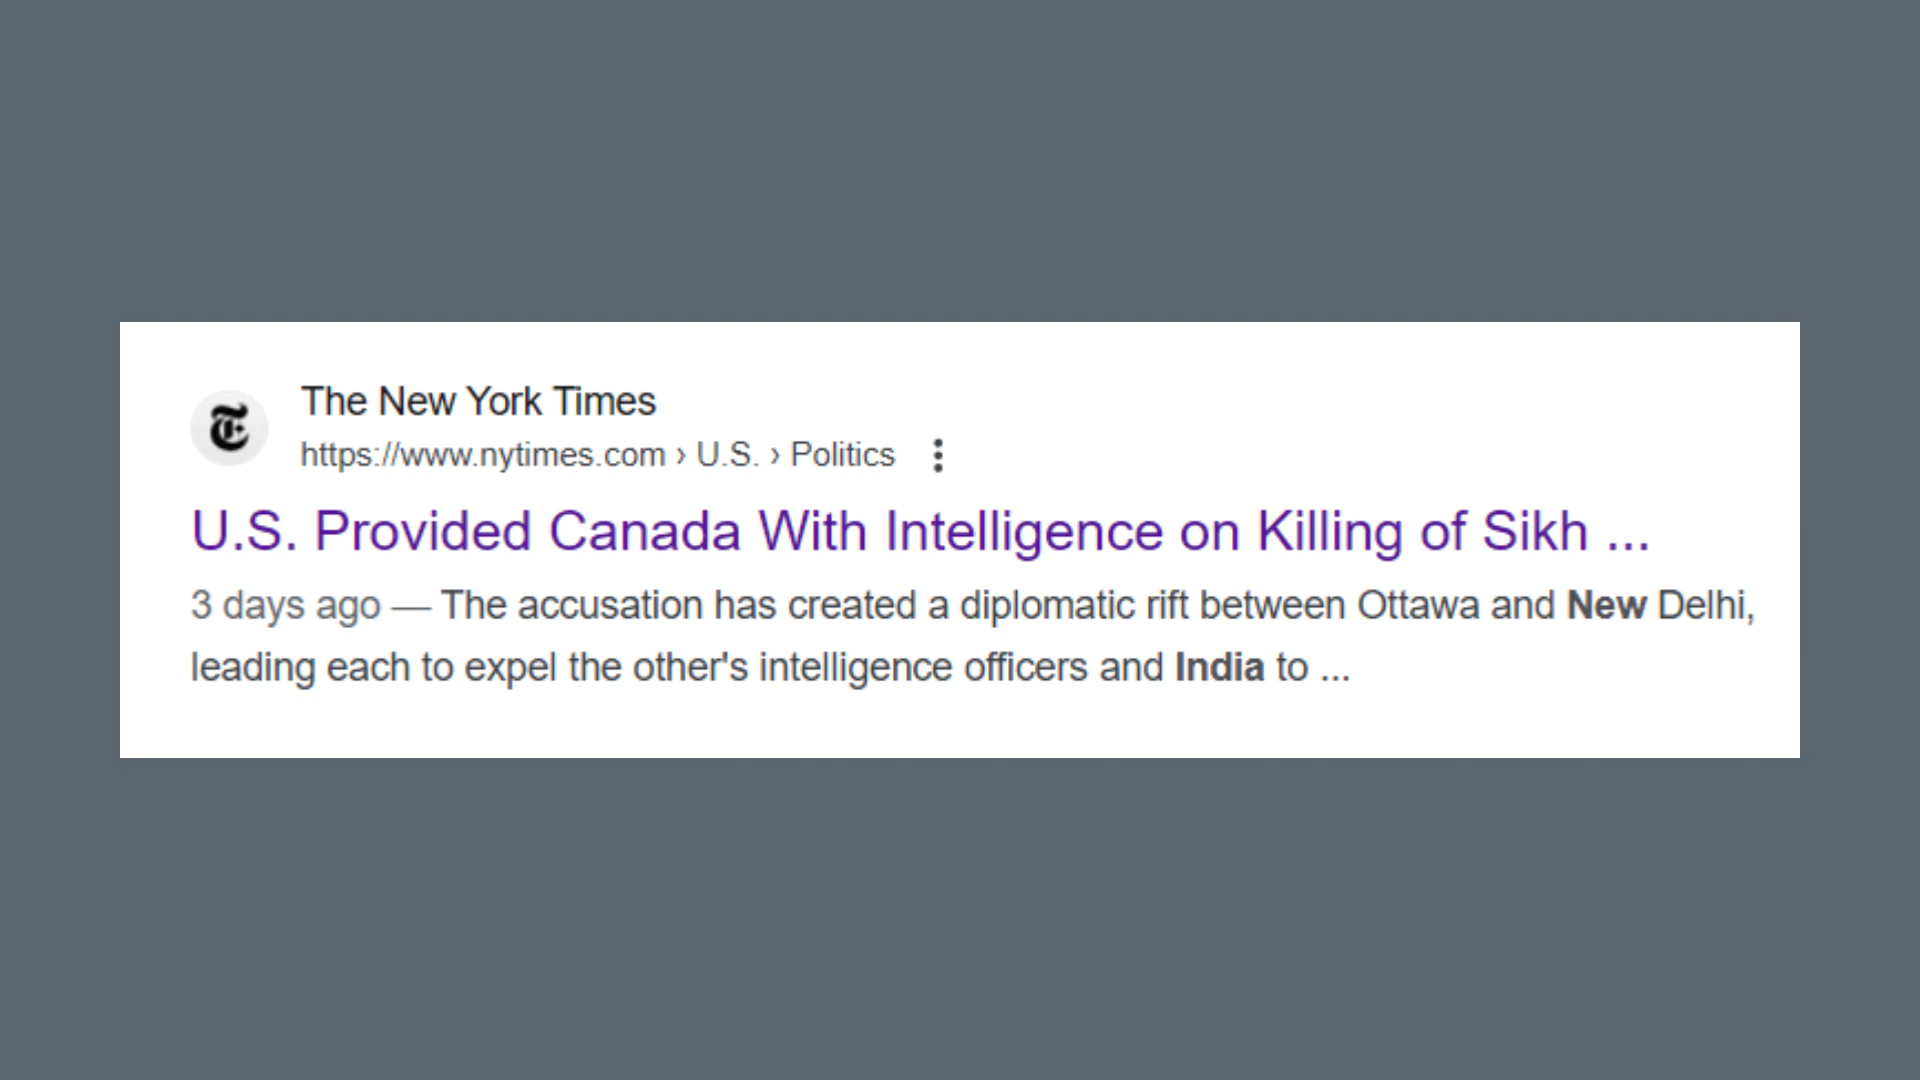 The New York Times
https://www.nytimes.com › U.S. › Politics
U.S. Provided Canada With Intelligence on Killing of Sikh ...
3 days ago — The accusation has created a diplomatic rift between Ottawa and New Delhi,
leading each to expel the other's intelligence officers and India to ...